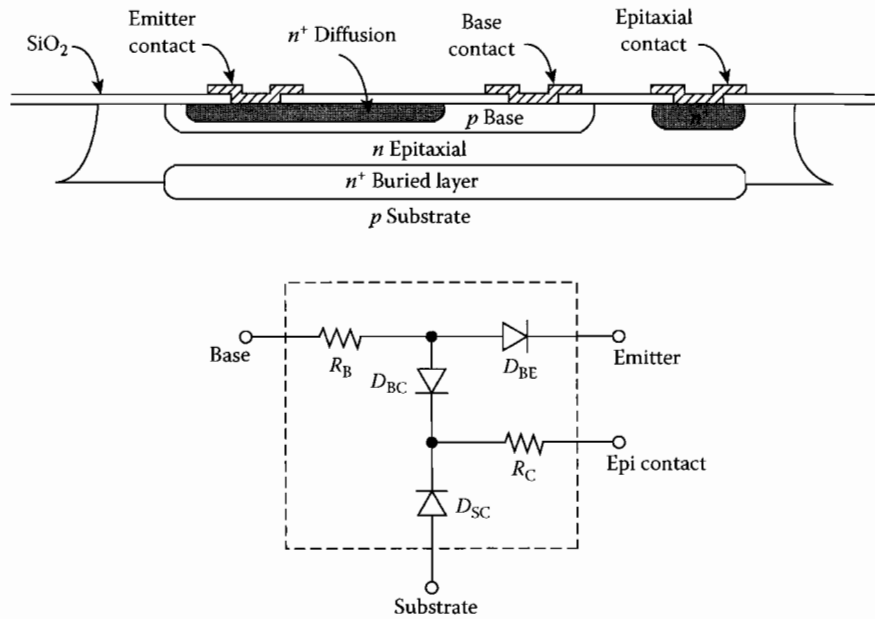 Emitter
contact
n⁺ Diffusion
Base
contact
Epitaxial
contact
SiO₂
p Base
n⁺
n Epitaxial
n⁺ Buried layer
p Substrate
Base
R_B
D_BC
D_BE
Emitter
R_C
Epi contact
D_SC
Substrate